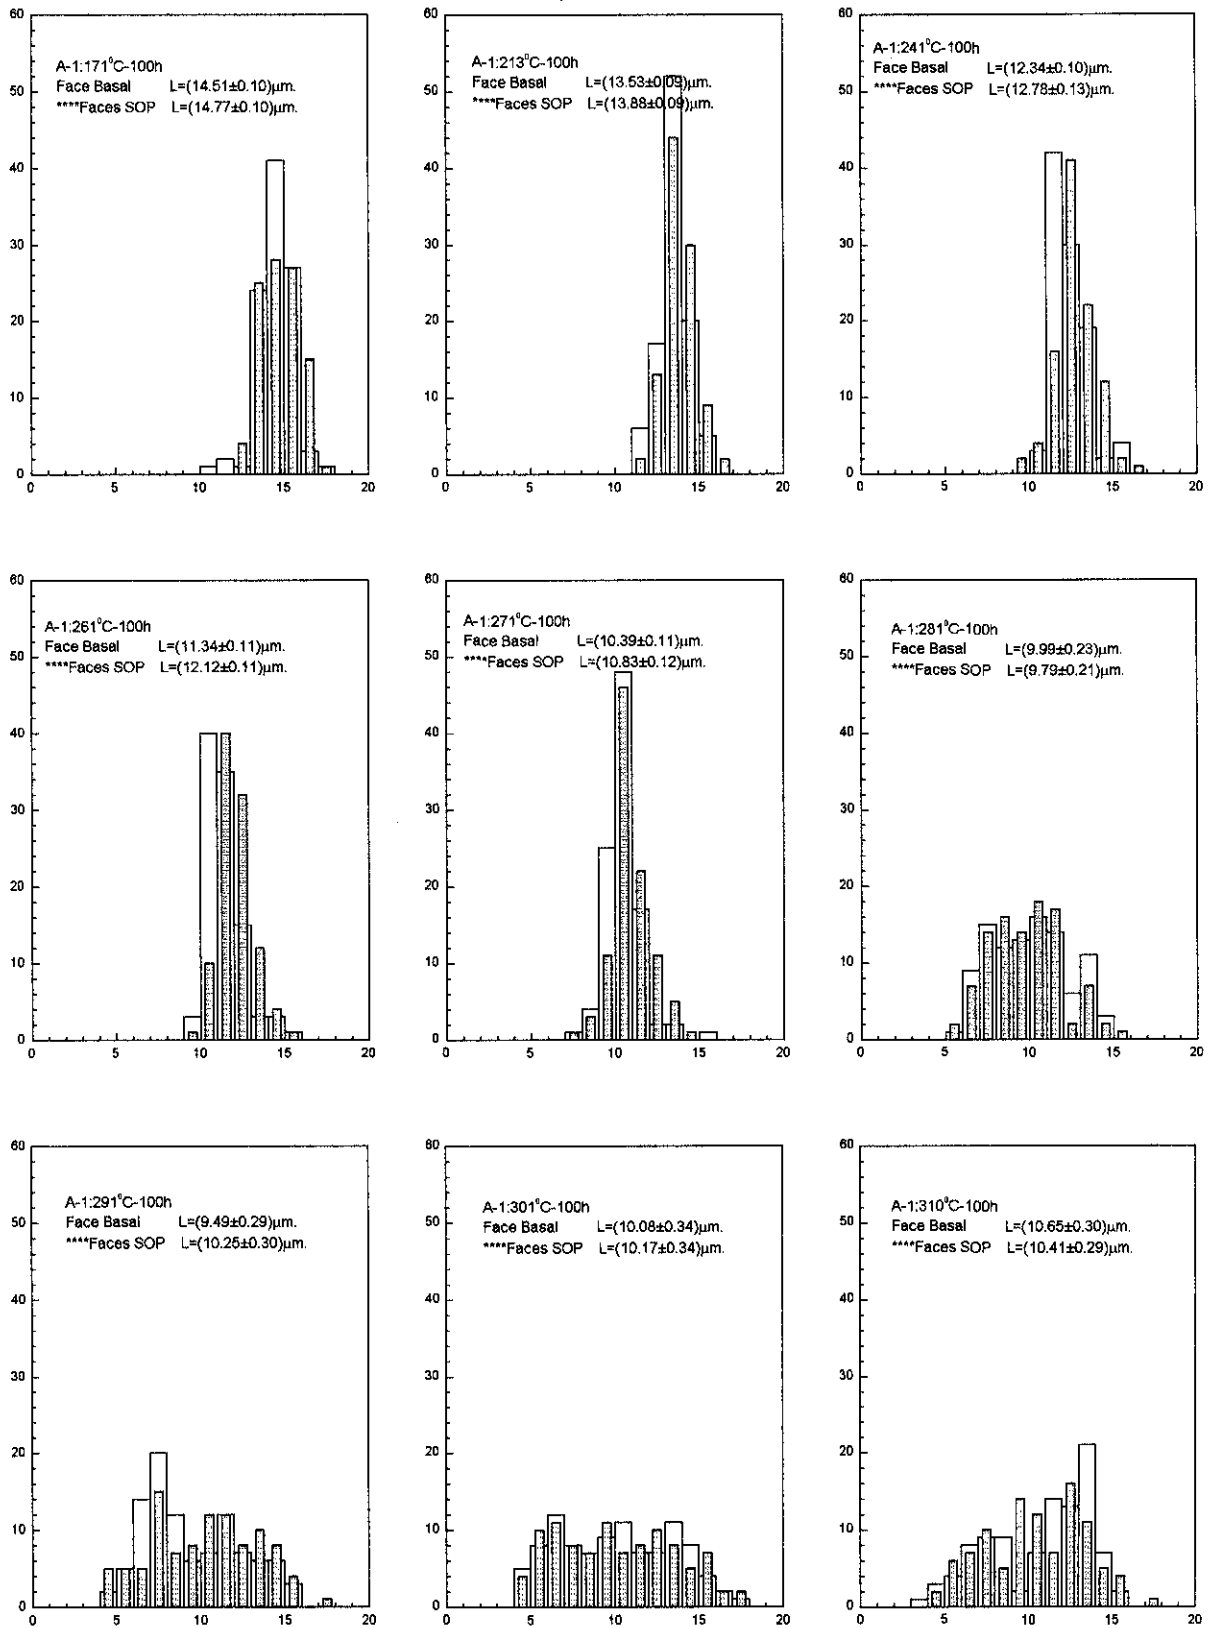 60
50
40
30
20
10
0
A-1:171⁰C-100h
Face Basal L=(14.51±0.10)µm.
****Faces SOP L=(14.77±0.10)µm.
0 5 10 15 20
60
50
40
30
20
10
0
A-1:213⁰C-100h
Face Basal L=(13.53±0.09)µm.
****Faces SOP L=(13.88±0.09)µm.
0 5 10 15 20
60
50
40
30
20
10
0
A-1:241⁰C-100h
Face Basal L=(12.34±0.10)µm.
****Faces SOP L=(12.78±0.13)µm.
0 5 10 15 20
60
50
40
30
20
10
0
A-1:261⁰C-100h
Face Basal L=(11.34±0.11)µm.
****Faces SOP L=(12.12±0.11)µm.
0 5 10 15 20
60
50
40
30
20
10
0
A-1:271⁰C-100h
Face Basal L=(10.39±0.11)µm.
****Faces SOP L=(10.83±0.12)µm.
0 5 10 15 20
60
50
40
30
20
10
0
A-1:281⁰C-100h
Face Basal L=(9.99±0.23)µm.
****Faces SOP L=(9.79±0.21)µm.
0 5 10 15 20
60
50
40
30
20
10
0
A-1:291⁰C-100h
Face Basal L=(9.49±0.29)µm.
****Faces SOP L=(10.25±0.30)µm.
0 5 10 15 20
60
50
40
30
20
10
0
A-1:301⁰C-100h
Face Basal L=(10.08±0.34)µm.
****Faces SOP L=(10.17±0.34)µm.
0 5 10 15 20
60
50
40
30
20
10
0
A-1:310⁰C-100h
Face Basal L=(10.65±0.30)µm.
****Faces SOP L=(10.41±0.29)µm.
0 5 10 15 20